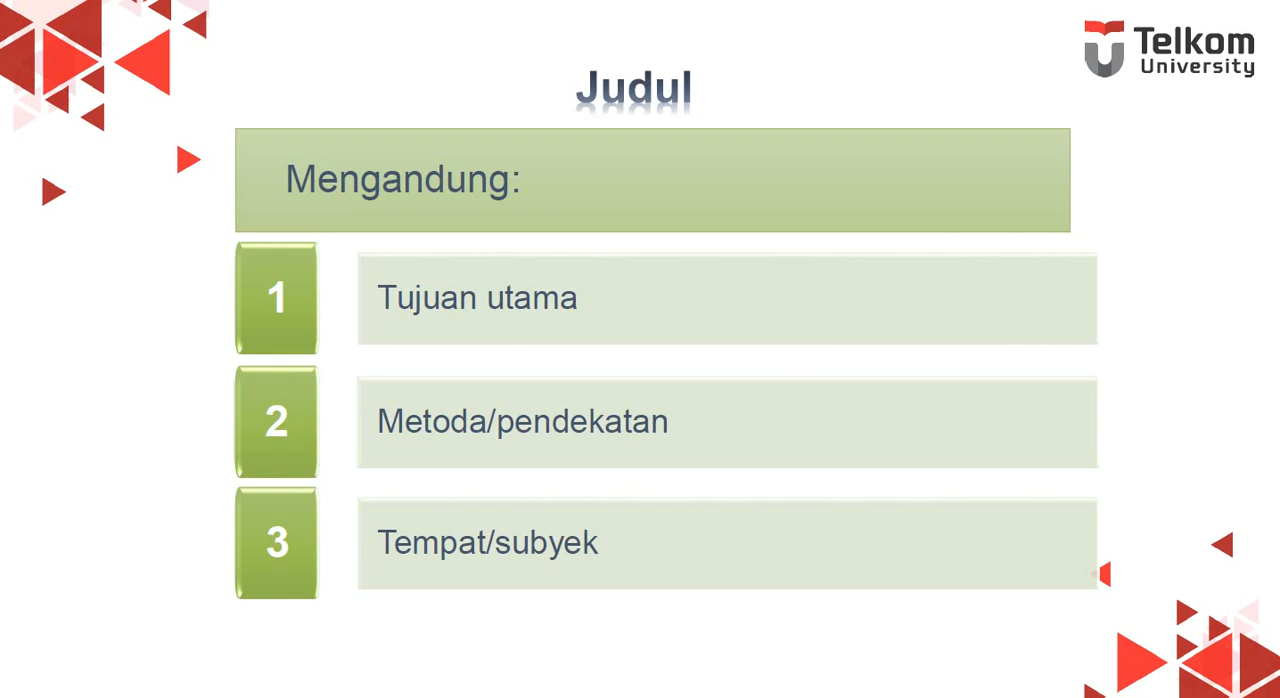 Telkom
University
Judul
Mengandung:
1
Tujuan utama
2
Metoda/pendekatan
3
Tempat/subyek